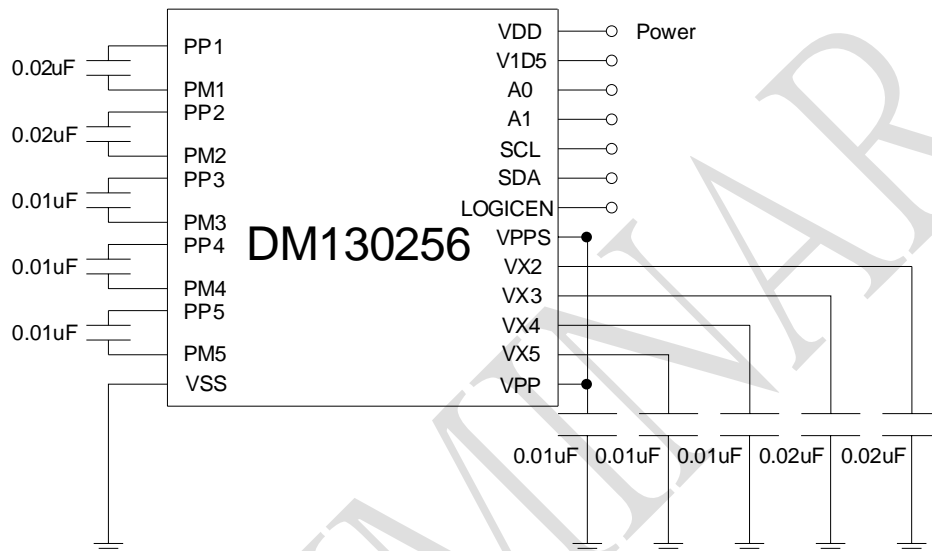 PP1
0.02uF
PM1
PP2
0.02uF
PM2
PP3
0.01uF
PM3
PP4
0.01uF
PM4
PP5
0.01uF
PM5
VSS
DM130256
VDD
Power
V1D5
A0
A1
SCL
SDA
LOGICEN
VPPS
VX2
VX3
VX4
VX5
VPP
0.01uF 0.01uF 0.01uF 0.02uF 0.02uF
MINAR